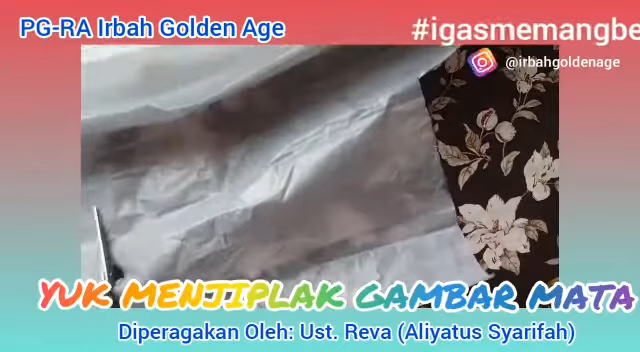 PG-RA Irbah Golden Age
#igasmemangbe
@irbahgoldenage
YUK MENJIPLAK GAMBAR MATA
Diperagakan Oleh: Ust. Reva (Aliyatus Syarifah)